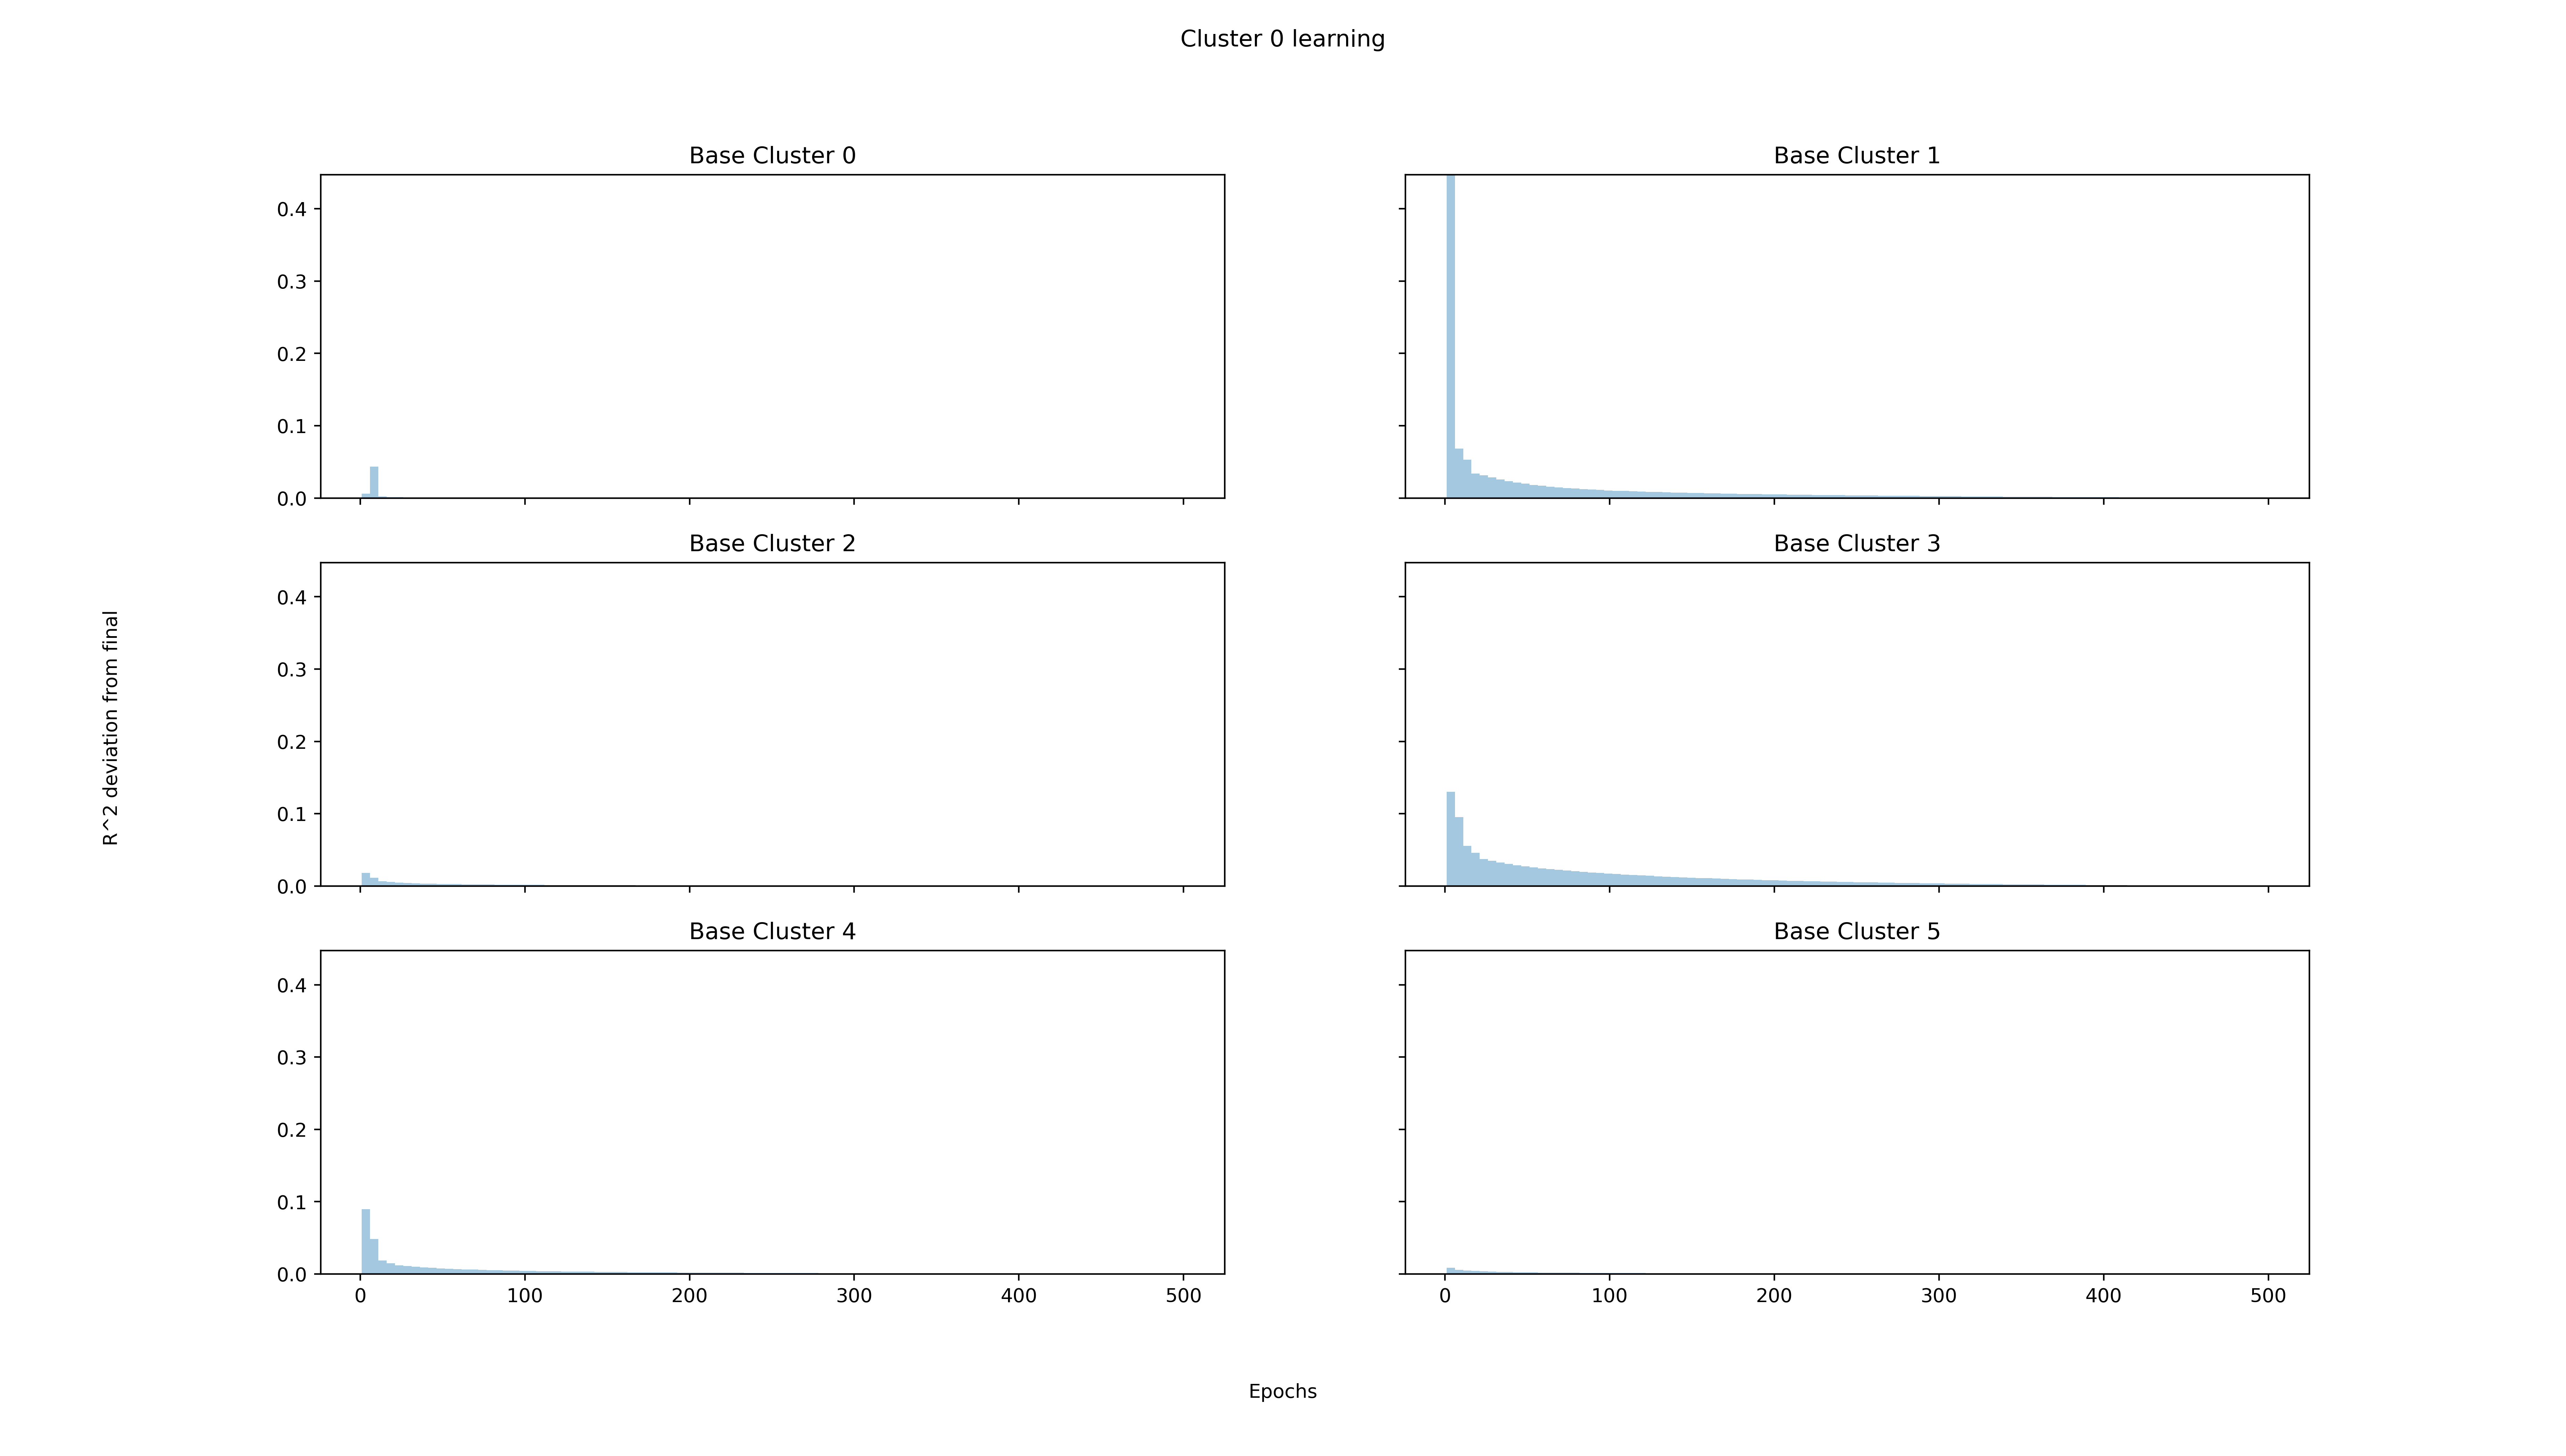 Cluster 0 learning
Base Cluster 0
0.4
0.3
0.2
0.1
0.0
Base Cluster 1
Base Cluster 2
0.4
0.3
0.2
0.1
0.0
Base Cluster 3
R^2 deviation from final
Base Cluster 4
0.4
0.3
0.2
0.1
0.0
0 100 200 300 400 500
Base Cluster 5
0 100 200 300 400 500
Epochs